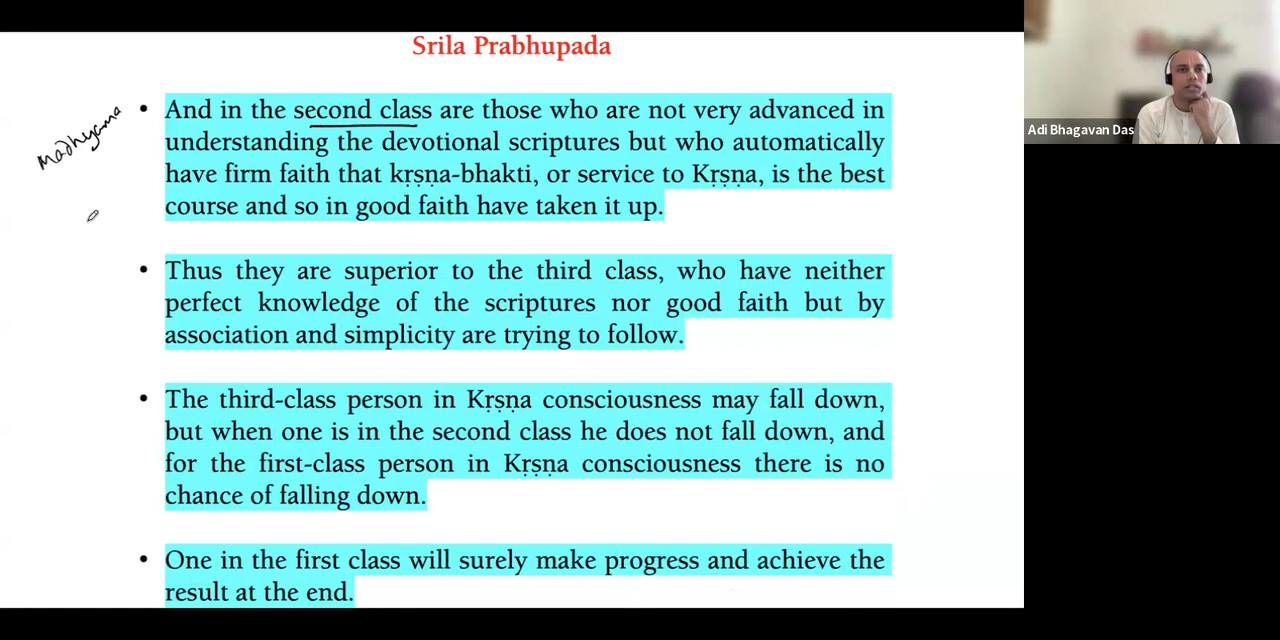 Srila Prabhupada
Madhyama
• And in the second class are those who are not very advanced in
understanding the devotional scriptures but who automatically
have firm faith that kṛṣṇa-bhakti, or service to Kṛṣṇa, is the best
course and so in good faith have taken it up.
• Thus they are superior to the third class, who have neither
perfect knowledge of the scriptures nor good faith but by
association and simplicity are trying to follow.
• The third-class person in Kṛṣṇa consciousness may fall down,
but when one is in the second class he does not fall down, and
for the first-class person in Kṛṣṇa consciousness there is no
chance of falling down.
• One in the first class will surely make progress and achieve the
result at the end.
Adi Bhagavan Das